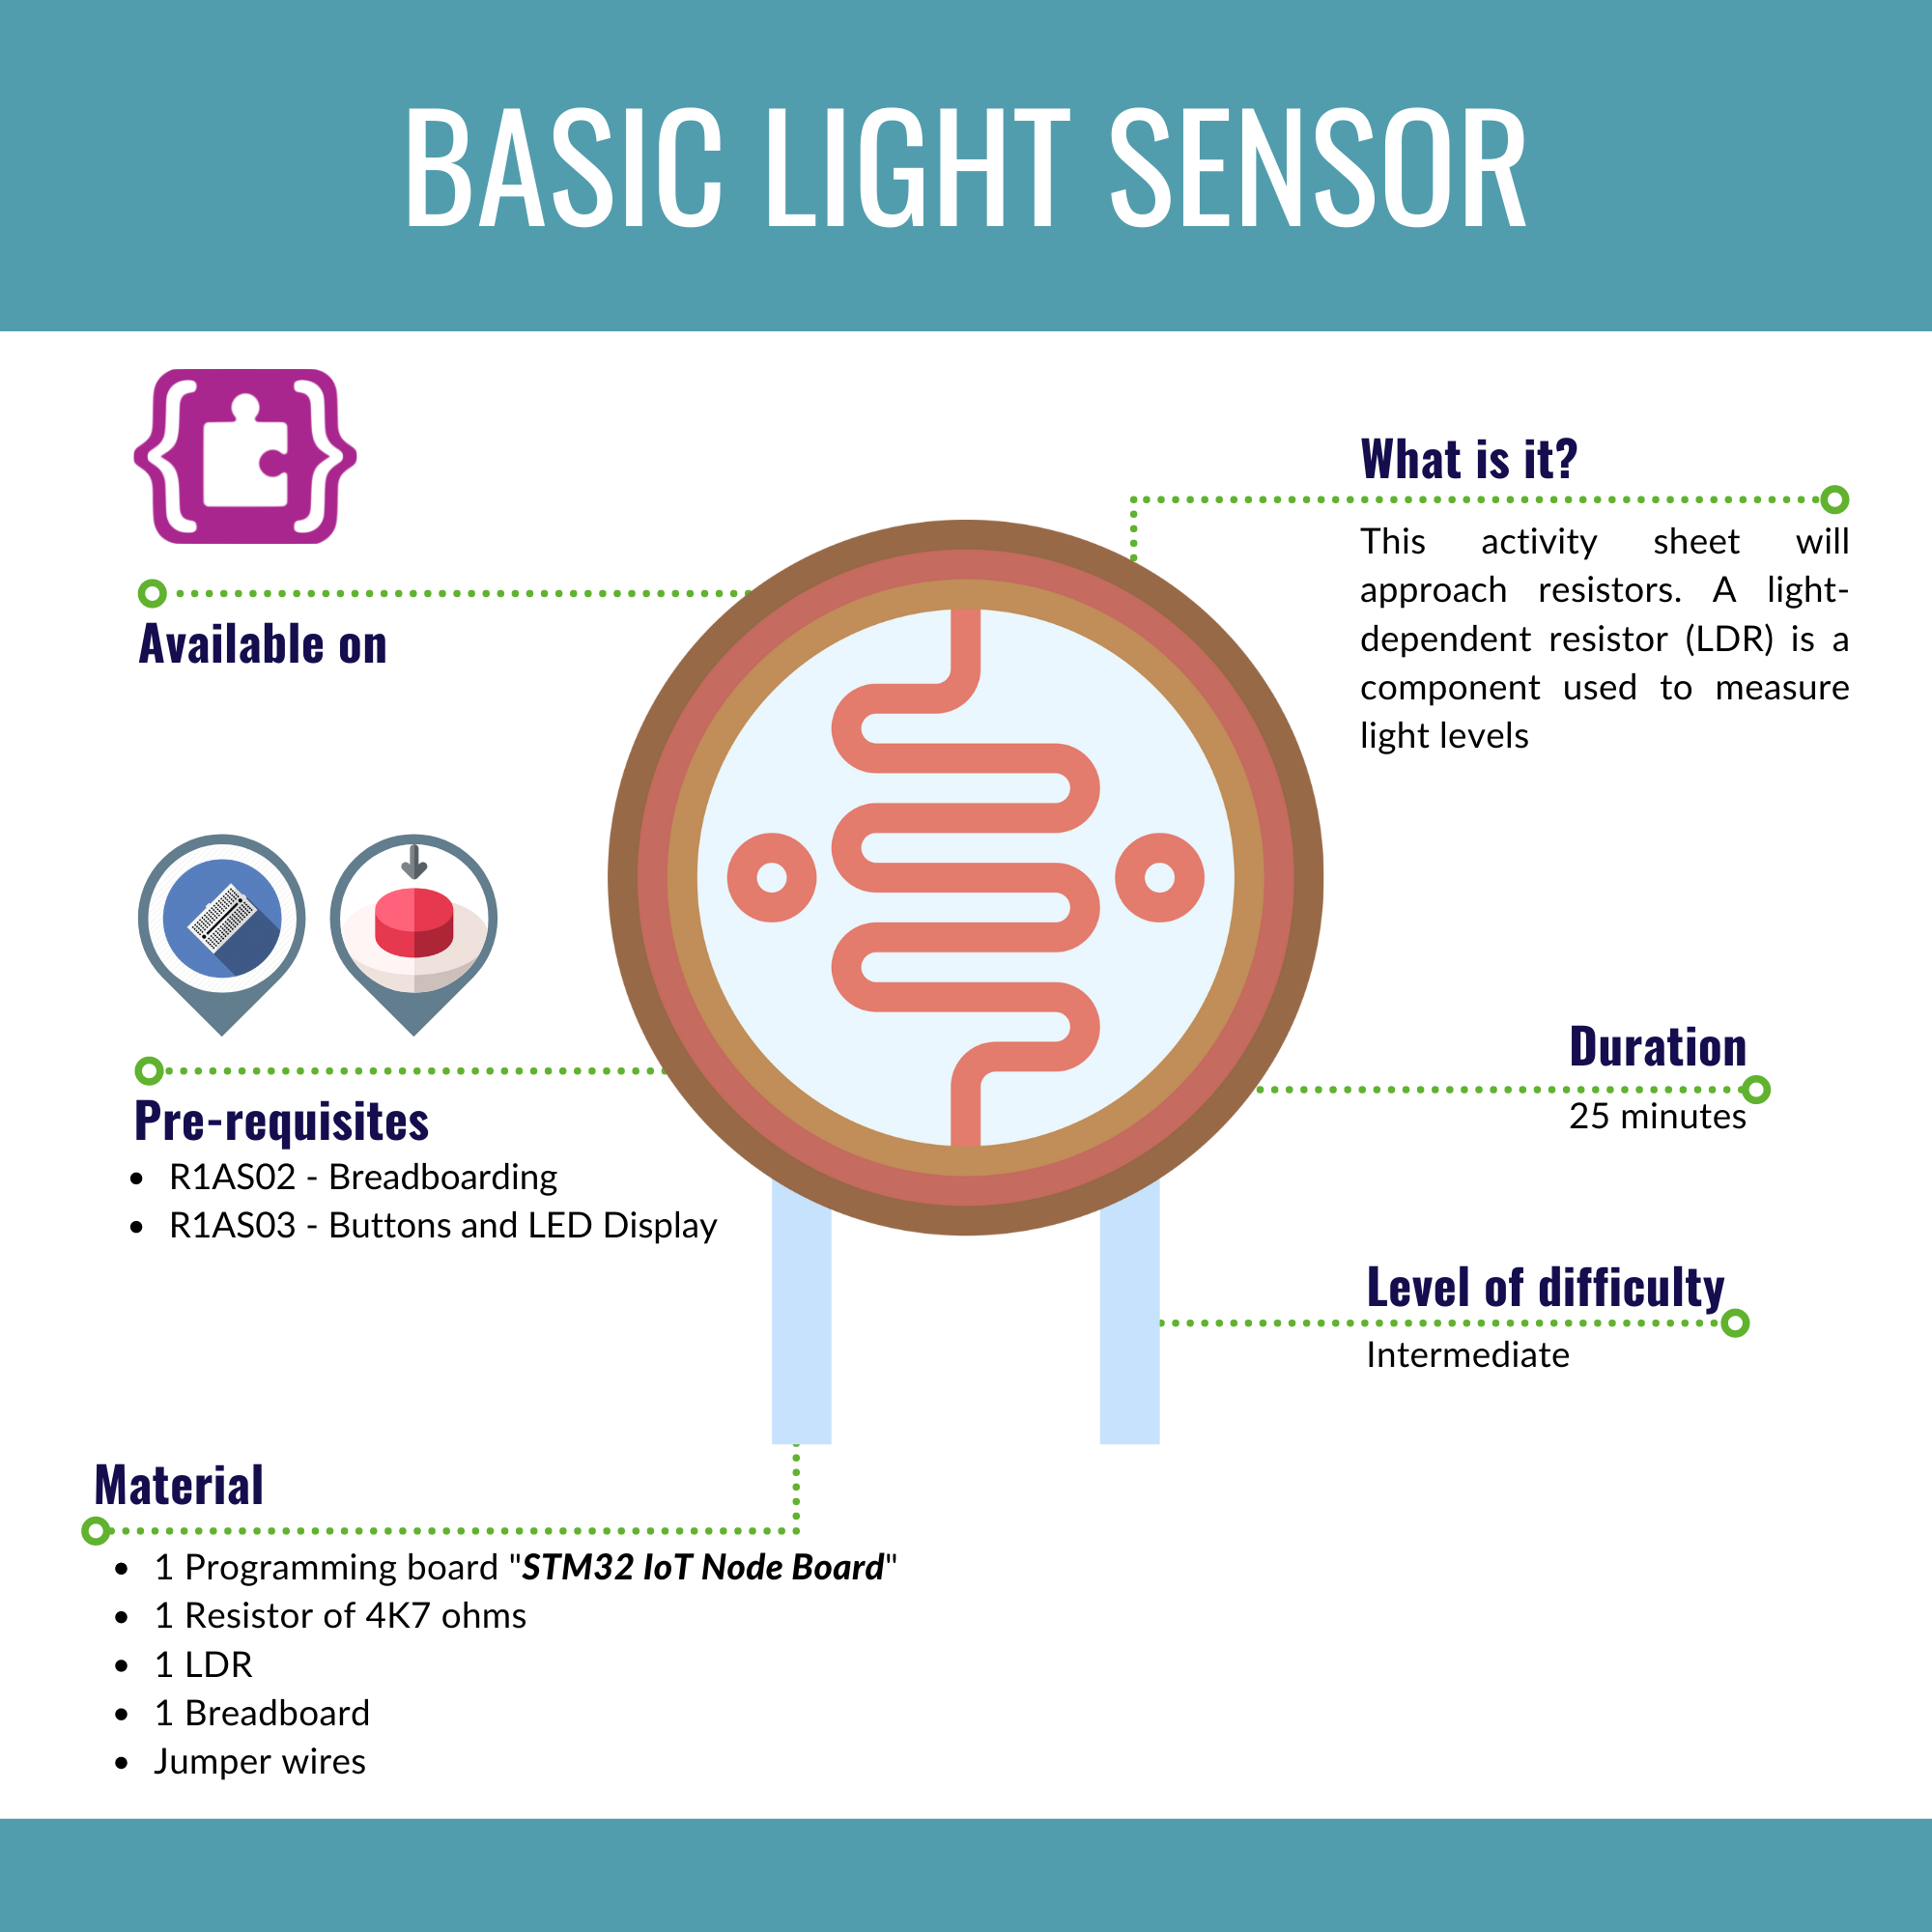 BASIC LIGHT SENSOR
Available on
What is it?
This activity sheet will
approach resistors. A light-
dependent resistor (LDR) is a
component used to measure
light levels
Pre-requisites
• R1AS02 - Breadboarding
• R1AS03 - Buttons and LED Display
Duration
25 minutes
Level of difficulty
Intermediate
Material
• 1 Programming board "STM32 IoT Node Board"
• 1 Resistor of 4K7 ohms
• 1 LDR
• 1 Breadboard
• Jumper wires